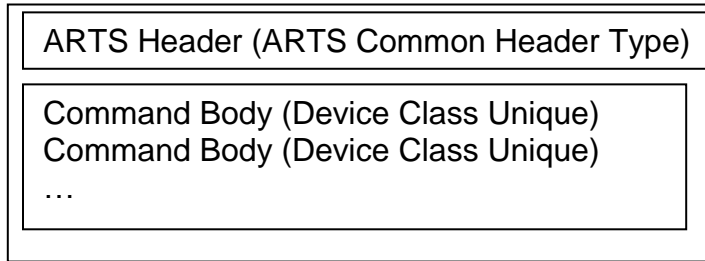 ARTS Header (ARTS Common Header Type)
Command Body (Device Class Unique)
Command Body (Device Class Unique)
…